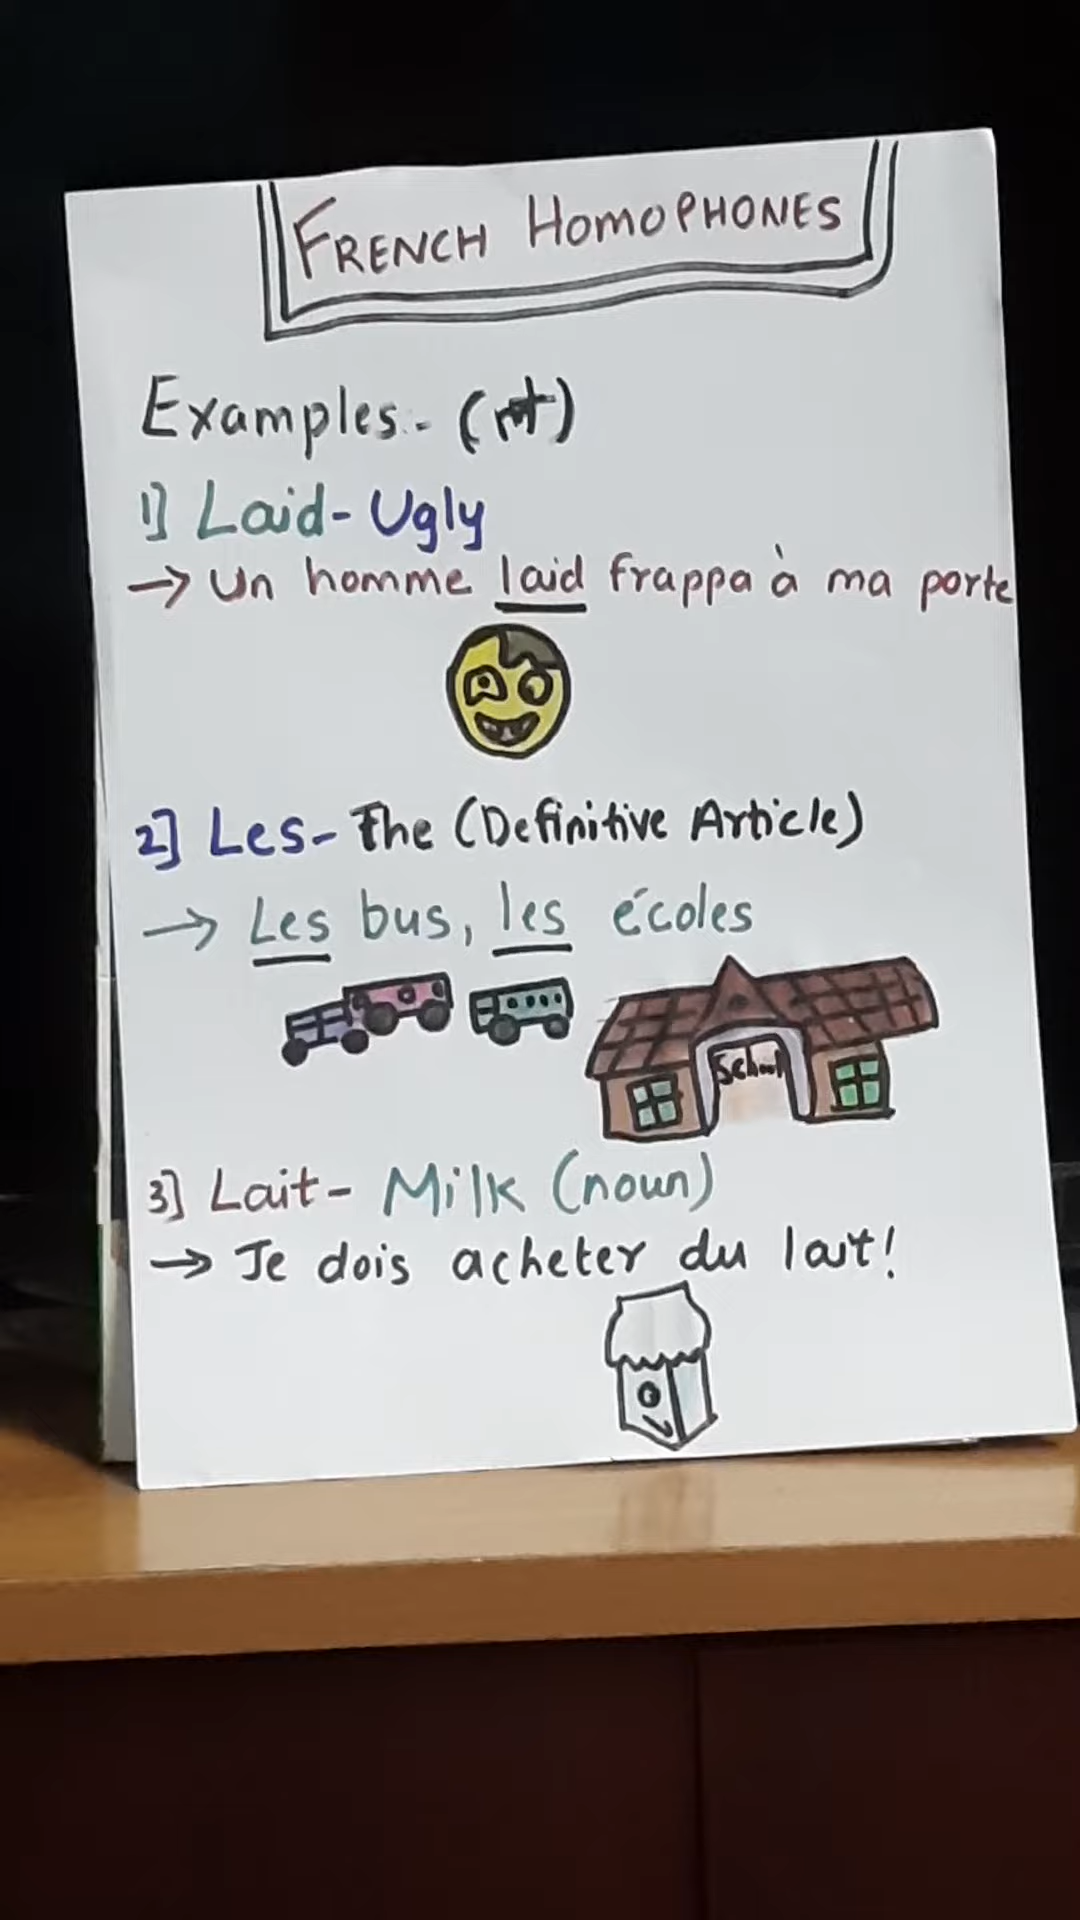 FRENCH HOMOPHONES
Examples:-
1] Laid - Ugly
→ Un homme laid frappa à ma porte
2] Les - The (Definitive Article)
→ Les bus, les écoles
School
3] Lait - Milk (noun)
→ Je dois acheter du lait!